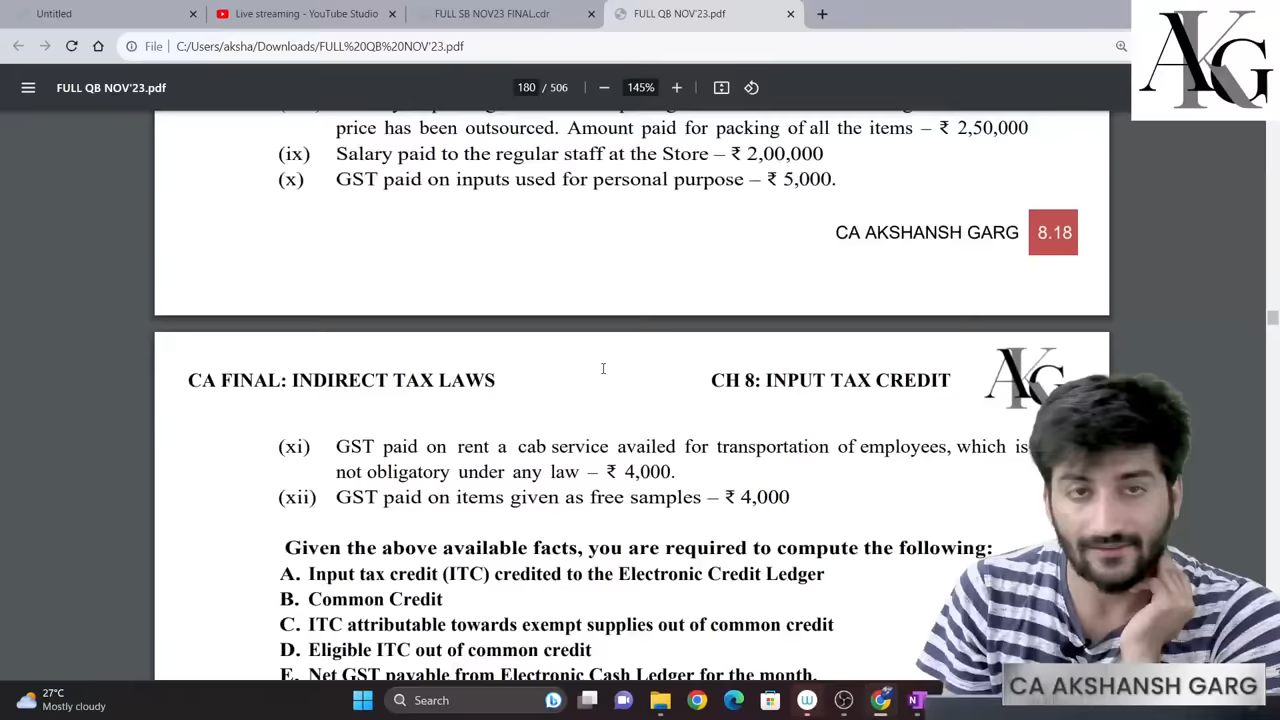 Untitled
Live streaming - YouTube Studio
FULL SB NOV23 FINAL.cdr
FULL QB NOV'23.pdf
File
C:/Users/aksha/Downloads/FULL%20QB%20NOV'23.pdf
AKG
FULL QB NOV'23.pdf
180 / 506
145%
price has been outsourced. Amount paid for packing of all the items – ₹ 2,50,000
(ix) Salary paid to the regular staff at the Store – ₹ 2,00,000
(x) GST paid on inputs used for personal purpose – ₹ 5,000.
CA AKSHANSH GARG 8.18
CA FINAL: INDIRECT TAX LAWS CH 8: INPUT TAX CREDIT AKG
(xi) GST paid on rent a cab service availed for transportation of employees, which is
not obligatory under any law – ₹ 4,000.
(xii) GST paid on items given as free samples – ₹ 4,000
Given the above available facts, you are required to compute the following:
A. Input tax credit (ITC) credited to the Electronic Credit Ledger
B. Common Credit
C. ITC attributable towards exempt supplies out of common credit
D. Eligible ITC out of common credit
E. Net GST payable from Electronic Cash Ledger for the month.
CA AKSHANSH GARG
27°C
Mostly cloudy
Search